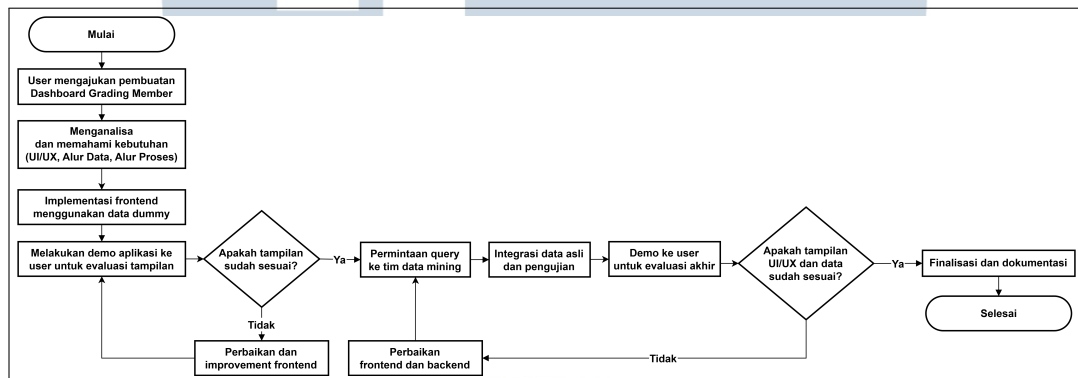 Mulai
User mengajukan pembuatan
Dashboard Grading Member
Menganalisa
dan memahami kebutuhan
(UI/UX, Alur Data, Alur Proses)
Implementasi frontend
menggunakan data dummy
Melakukan demo aplikasi ke
user untuk evaluasi tampilan
Apakah tampilan
sudah sesuai?
Tidak
Perbaikan dan
improvement frontend
Ya
Permintaan query
ke tim data mining
Integrasi data asli
dan pengujian
Demo ke user
untuk evaluasi akhir
Apakah tampilan
UI/UX dan data
sudah sesuai?
Tidak
Perbaikan
frontend dan backend
Ya
Finalisasi dan dokumentasi
Selesai